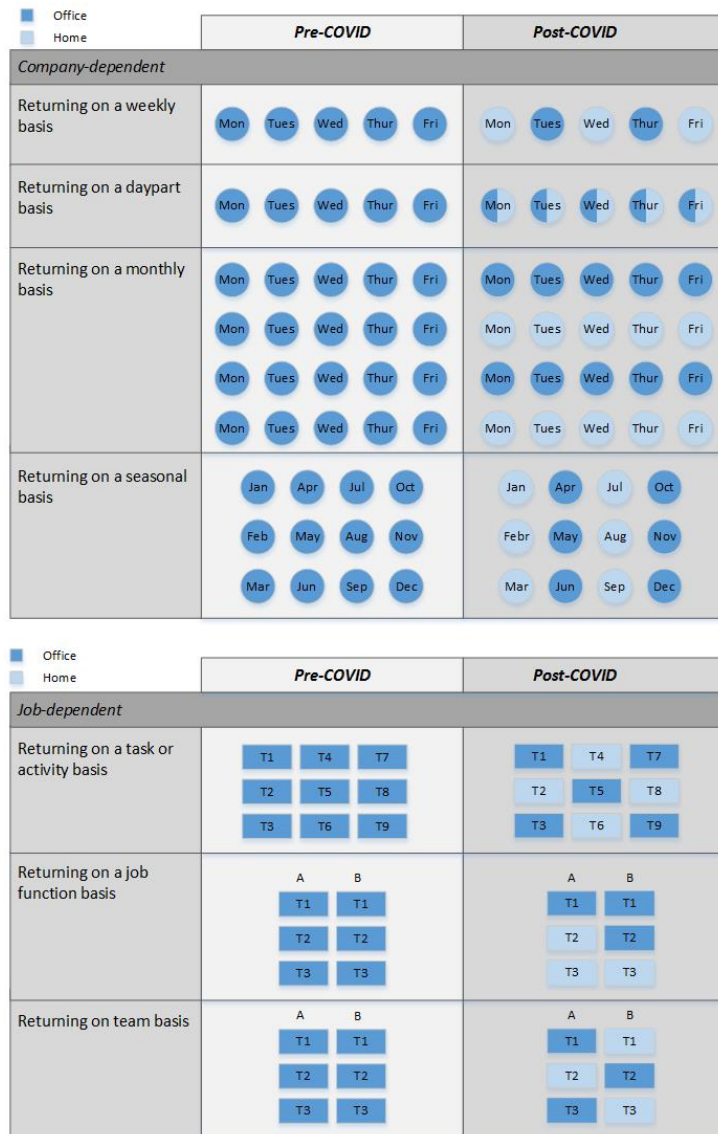 Office
Home
Pre-COVID Post-COVID
Company-dependent
Returning on a weekly
basis
Mon Tues Wed Thur Fri Mon Tues Wed Thur Fri
Returning on a daypart
basis
Mon Tues Wed Thur Fri Mon Tues Wed Thur Fri
Returning on a monthly
basis
Mon Tues Wed Thur Fri Mon Tues Wed Thur Fri
Mon Tues Wed Thur Fri Mon Tues Wed Thur Fri
Mon Tues Wed Thur Fri Mon Tues Wed Thur Fri
Mon Tues Wed Thur Fri Mon Tues Wed Thur Fri
Returning on a seasonal
basis
Jan Apr Jul Oct Jan Apr Jul Oct
Feb May Aug Nov Febr May Aug Nov
Mar Jun Sep Dec Mar Jun Sep Dec
Office
Home
Pre-COVID Post-COVID
Job-dependent
Returning on a task or
activity basis
T1 T4 T7 T1 T4 T7
T2 T5 T8 T2 T5 T8
T3 T6 T9 T3 T6 T9
Returning on a job
function basis
A B A B
T1 T1 T1 T1
T2 T2 T2 T2
T3 T3 T3 T3
Returning on team basis
A B A B
T1 T1 T1 T1
T2 T2 T2 T2
T3 T3 T3 T3